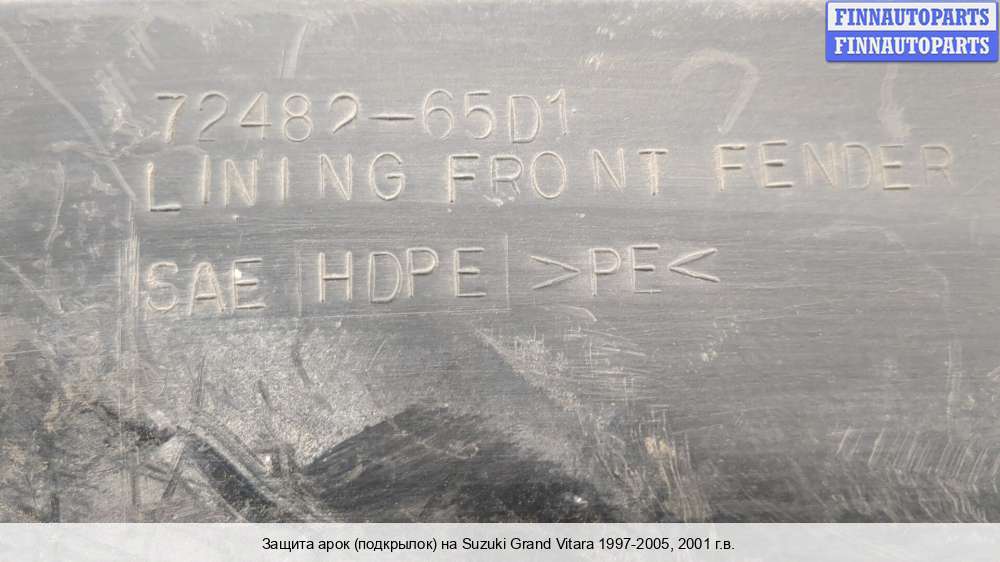 FINNAUTOPARTS
FINNAUTOPARTS
72482-65D1
LINING FRONT FENDER
SAE HDPE >PE<
Защита арок (подкрылок) на Suzuki Grand Vitara 1997-2005, 2001 г.в.